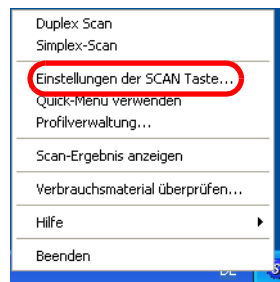 Duplex Scan
Simplex-Scan
Einstellungen der SCAN Taste...
Quick-Menü verwenden
Profilverwaltung...
Scan-Ergebnis anzeigen
Verbrauchsmaterial überprüfen...
Hilfe
Beenden
DE